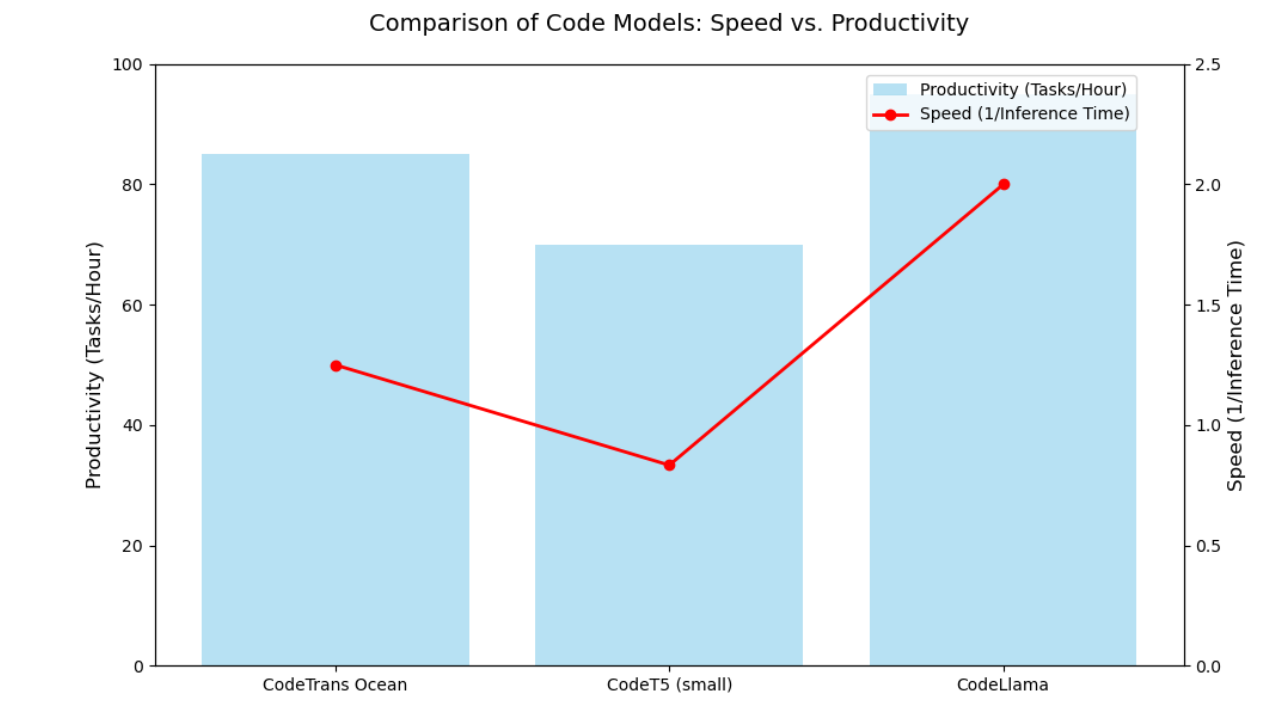 Comparison of Code Models: Speed vs. Productivity
Productivity (Tasks/Hour)
100
80
60
40
20
0
Productivity (Tasks/Hour)
Speed (1/Inference Time)
2.5
2.0
1.5
1.0
0.5
0.0
Speed (1/Inference Time)
CodeTrans Ocean
CodeT5 (small)
CodeLlama